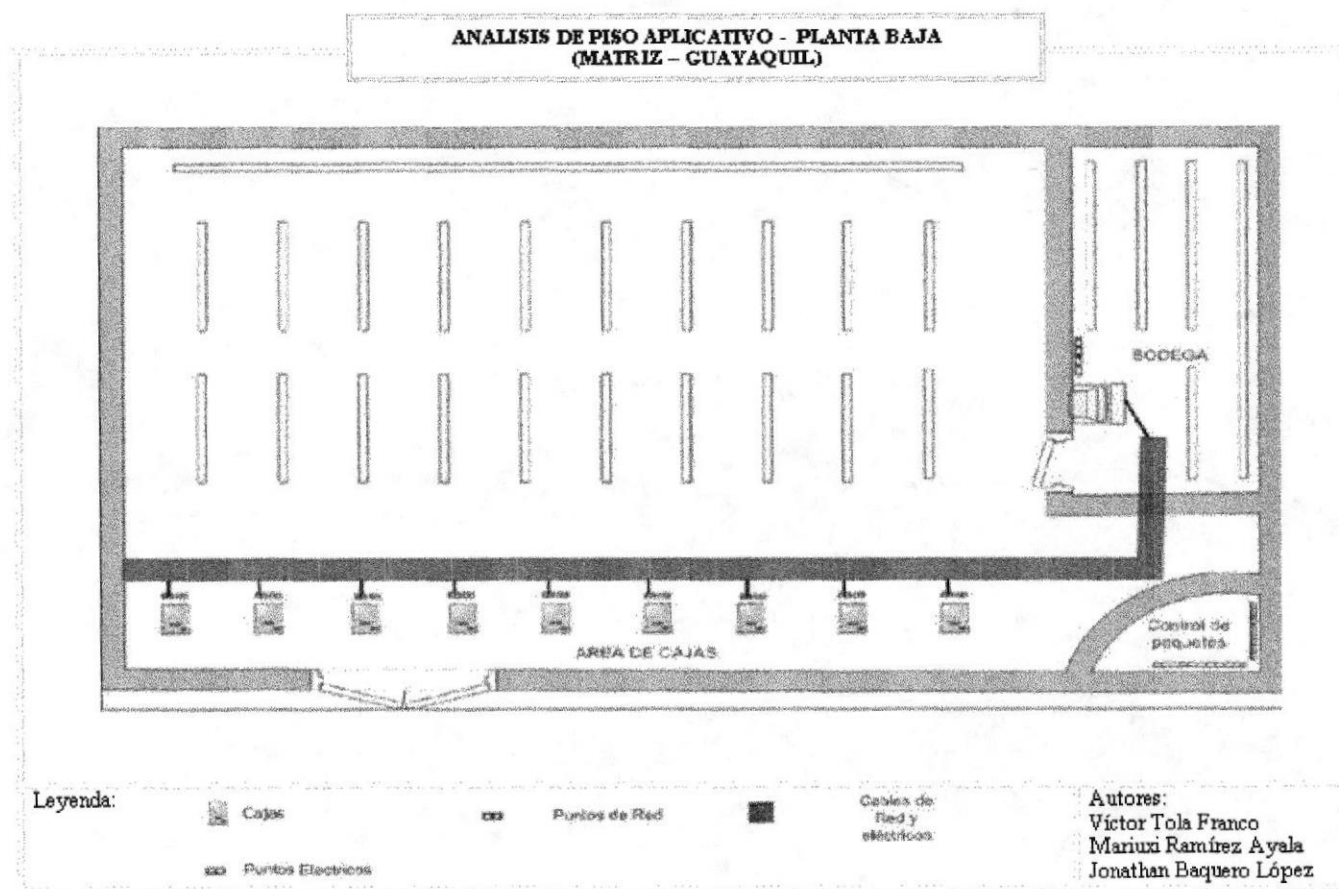 ANALISIS DE PISO APLICATIVO - PLANTA BAJA
(MATRIZ – GUAYAQUIL)
BODEGA
Control de
paquetes
AREA DE CAJAS
Leyenda:
Cajas
Puntos de Red
Cables de
Red y
eléctricos
Puntos Electricos
Autores:
Víctor Tola Franco
Mariuxi Ramírez Ayala
Jonathan Baquero López